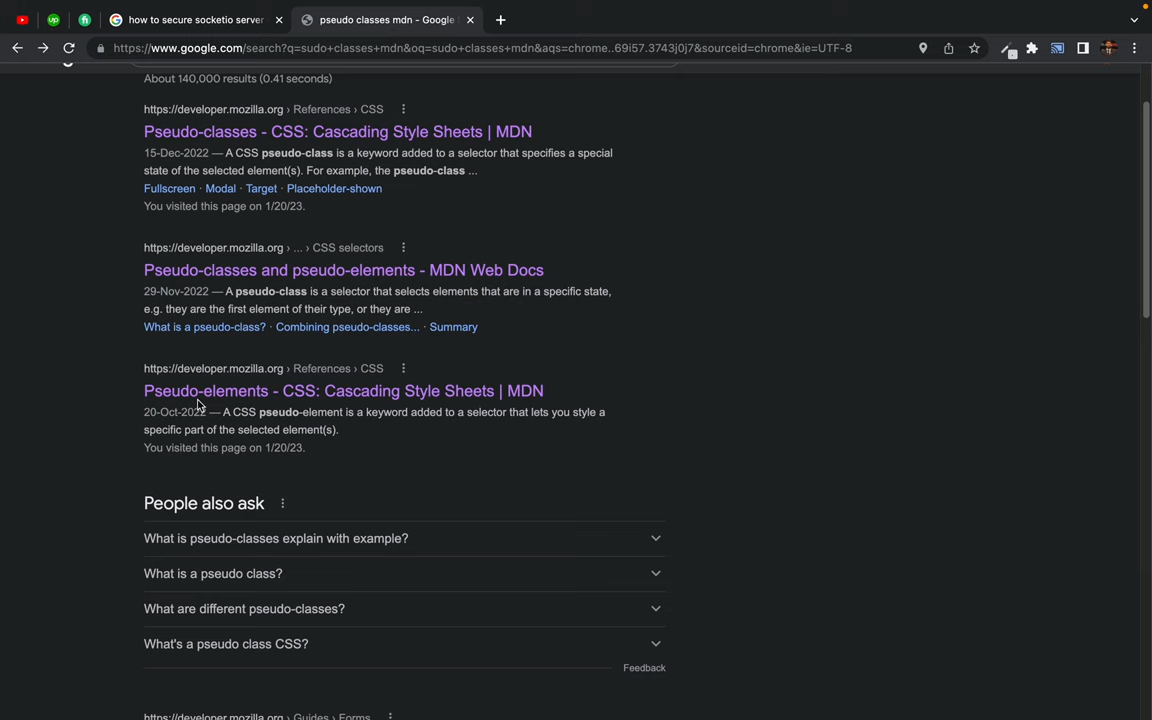 how to secure socketio server
pseudo classes mdn - Google
https://www.google.com/search?q=sudo+classes+mdn&oq=sudo+classes+mdn&aqs=chrome..69i57.3743j0j7&sourceid=chrome&ie=UTF-8
About 140,000 results (0.41 seconds)
https://developer.mozilla.org › References › CSS
Pseudo-classes - CSS: Cascading Style Sheets | MDN
15-Dec-2022 — A CSS pseudo-class is a keyword added to a selector that specifies a special
state of the selected element(s). For example, the pseudo-class ...
Fullscreen · Modal · Target · Placeholder-shown
You visited this page on 1/20/23.
https://developer.mozilla.org › ... › CSS selectors
Pseudo-classes and pseudo-elements - MDN Web Docs
29-Nov-2022 — A pseudo-class is a selector that selects elements that are in a specific state,
e.g. they are the first element of their type, or they are ...
What is a pseudo-class? · Combining pseudo-classes... · Summary
https://developer.mozilla.org › References › CSS
Pseudo-elements - CSS: Cascading Style Sheets | MDN
20-Oct-2022 — A CSS pseudo-element is a keyword added to a selector that lets you style a
specific part of the selected element(s).
You visited this page on 1/20/23.
People also ask
What is pseudo-classes explain with example?
What is a pseudo class?
What are different pseudo-classes?
What's a pseudo class CSS?
Feedback
https://developer.mozilla.org › Guides › Forms